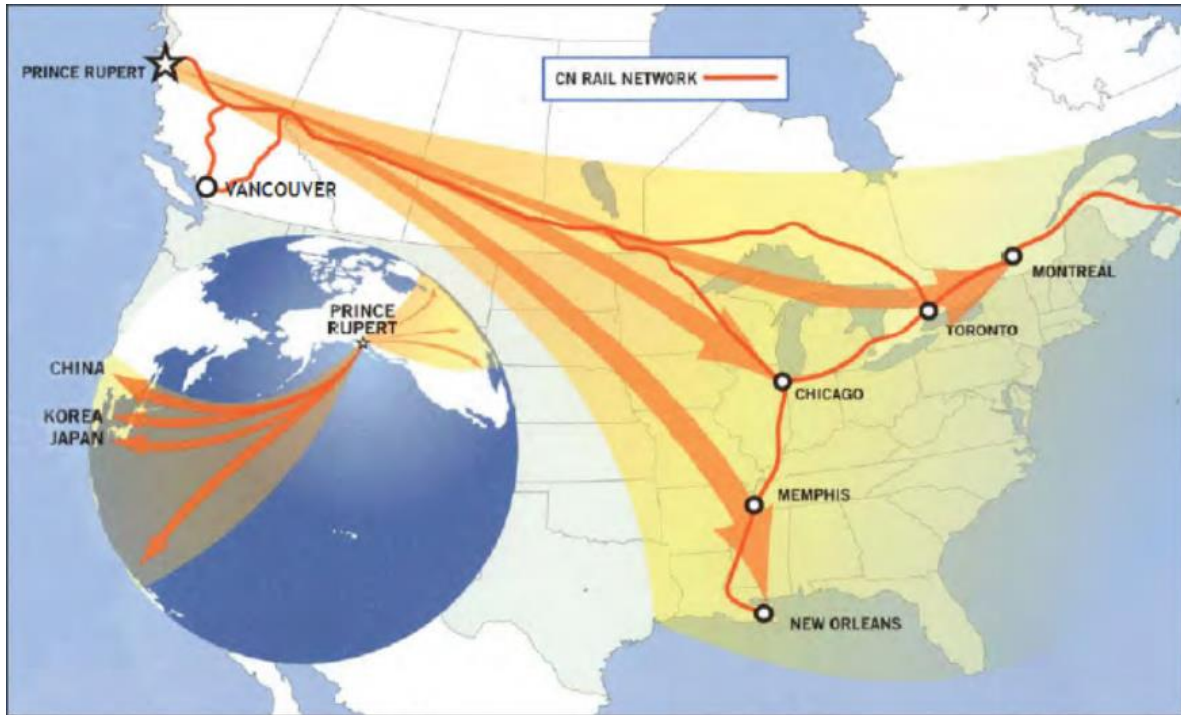 PRINCE RUPERT
CN RAIL NETWORK
VANCOUVER
MONTREAL
TORONTO
CHICAGO
MEMPHIS
NEW ORLEANS
PRINCE
RUPERT
CHINA
KOREA
JAPAN